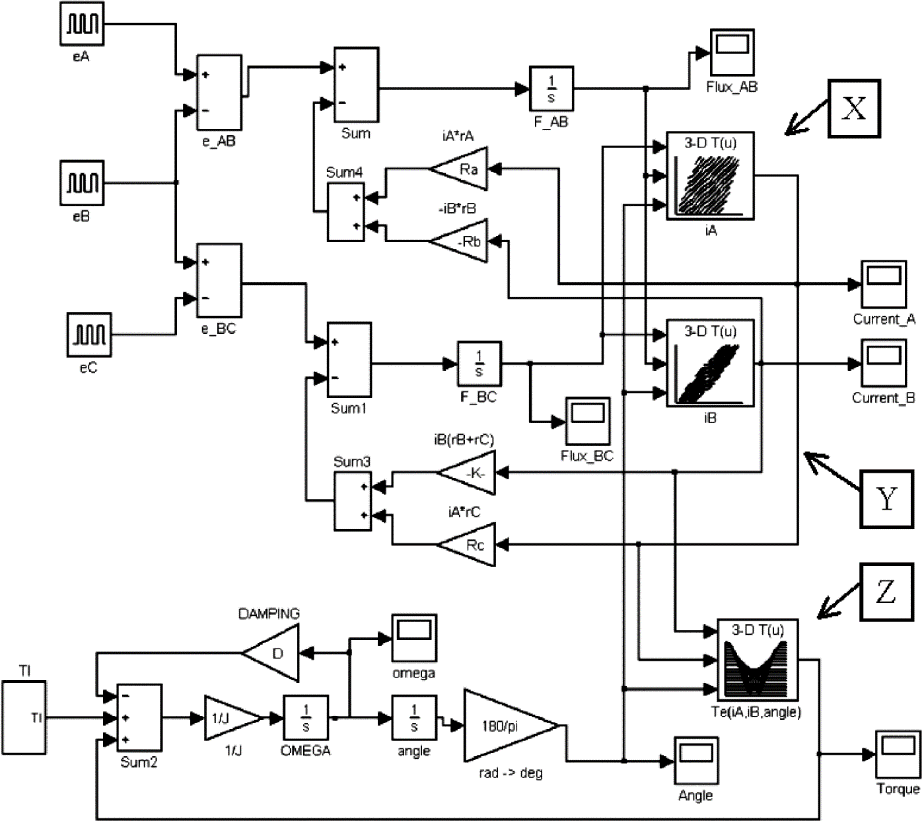 eA
+
−
e_AB
+
−
Sum
1
s
F_AB
Flux_AB
X
3-D T(u)
iA
eB
Sum4
+
+
iA*rA
Ra
-iB*rB
-Rb
+
−
e_BC
eC
Current_A
+
−
Sum1
1
s
F_BC
Flux_BC
3-D T(u)
iB
Current_B
Sum3
+
+
iB(rB+rC)
-K-
iA*rC
Rc
Y
Z
DAMPING
D
omega
3-D T(u)
Te(iA,iB,angle)
TI
TI
−
+
+
Sum2
1/J
1/J
1
s
OMEGA
1
s
angle
180/pi
rad -> deg
Angle
Torque